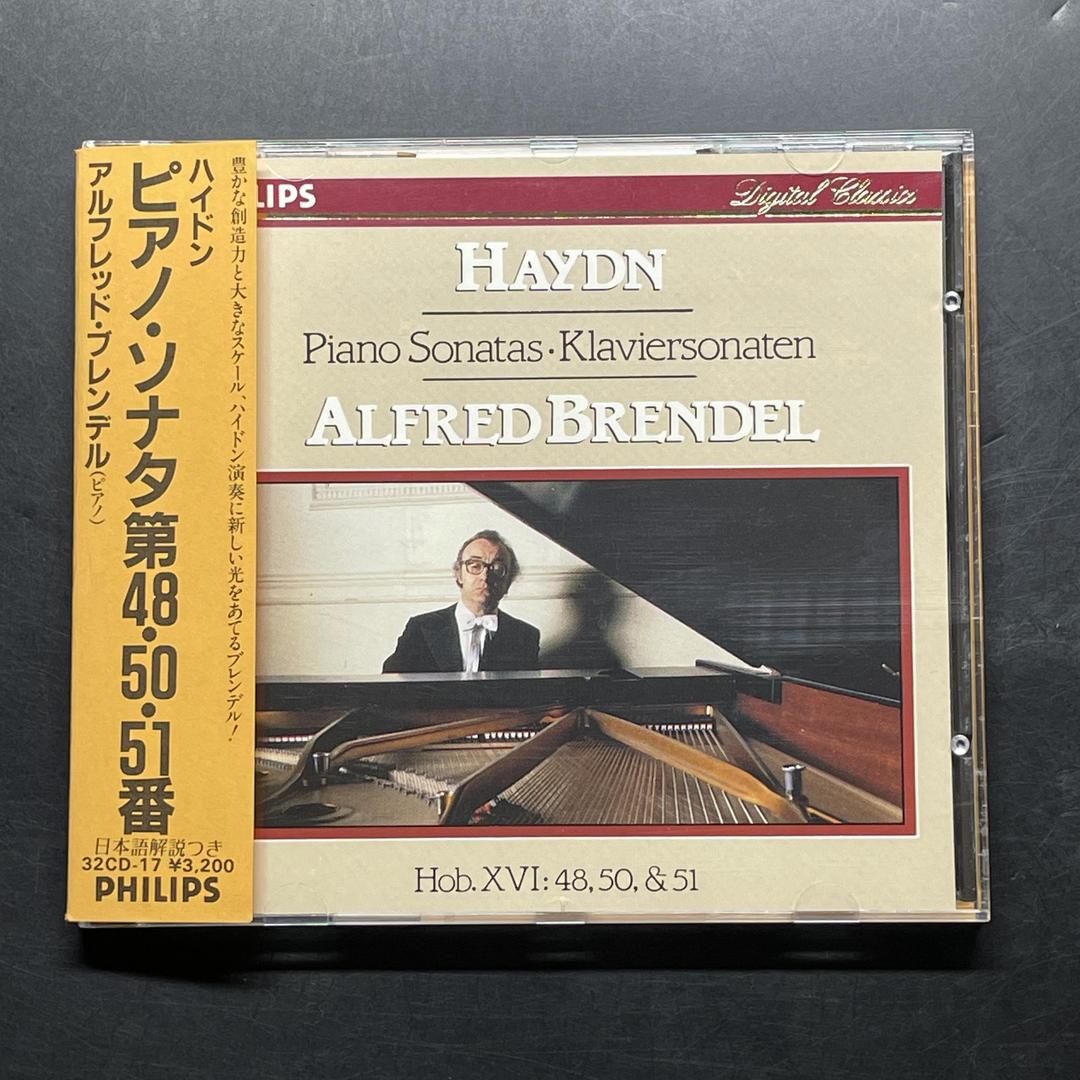 豊かな創造力と大きなスケール、ハイドン演奏に新しい光をあてるブレンデル!
ハイドン
ピアノ・ソナタ第48・50・51番
アルフレッド・ブレンデル(ピアノ)
日本語解説つき
32CD-17 ¥3,200
PHILIPS
LIPS
Digital Classics
HAYDN
Piano Sonatas·Klaviersonaten
ALFRED BRENDEL
Hob. XVI: 48, 50, & 51